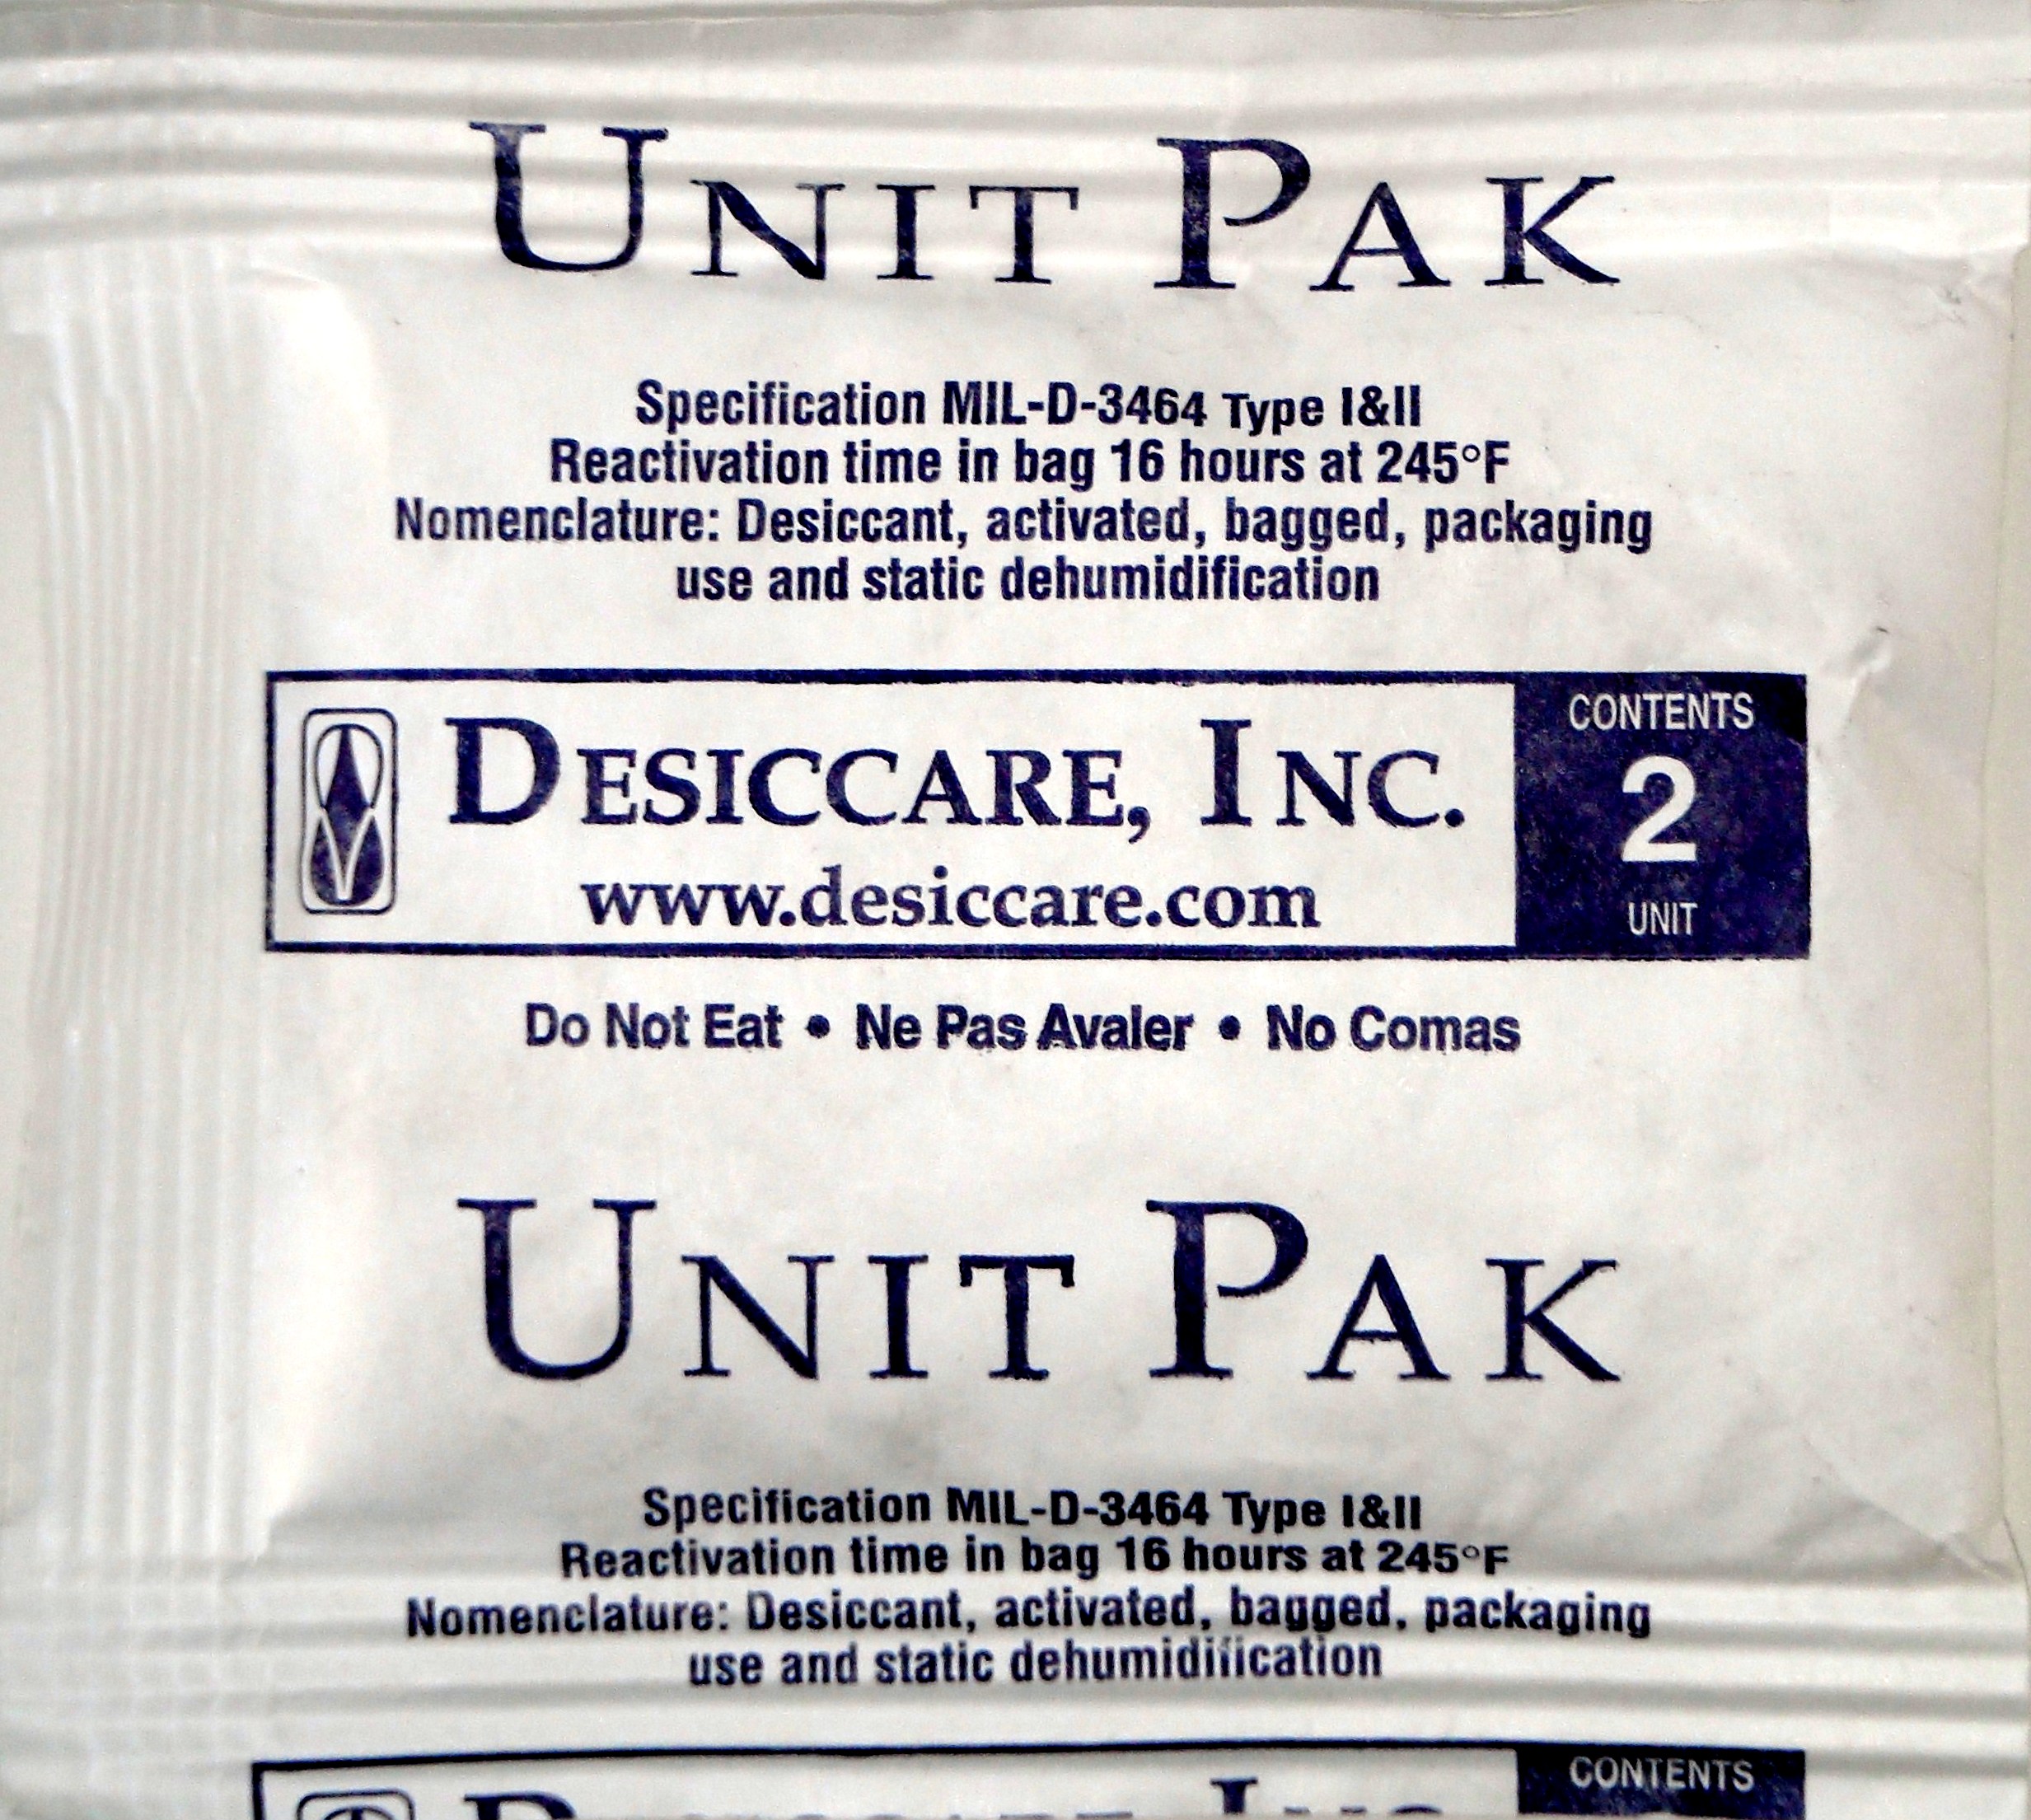 UNIT PAK
Specification MIL-D-3464 Type I&II
Reactivation time in bag 16 hours at 245°F
Nomenclature: Desiccant, activated, bagged, packaging
use and static dehumidification
DESICCARE, INC.
www.desiccare.com
CONTENTS
2
UNIT
Do Not Eat • Ne Pas Avaler • No Comas
UNIT PAK
Specification MIL-D-3464 Type I&II
Reactivation time in bag 16 hours at 245°F
Nomenclature: Desiccant, activated, bagged, packaging
use and static dehumidification
CONTENTS